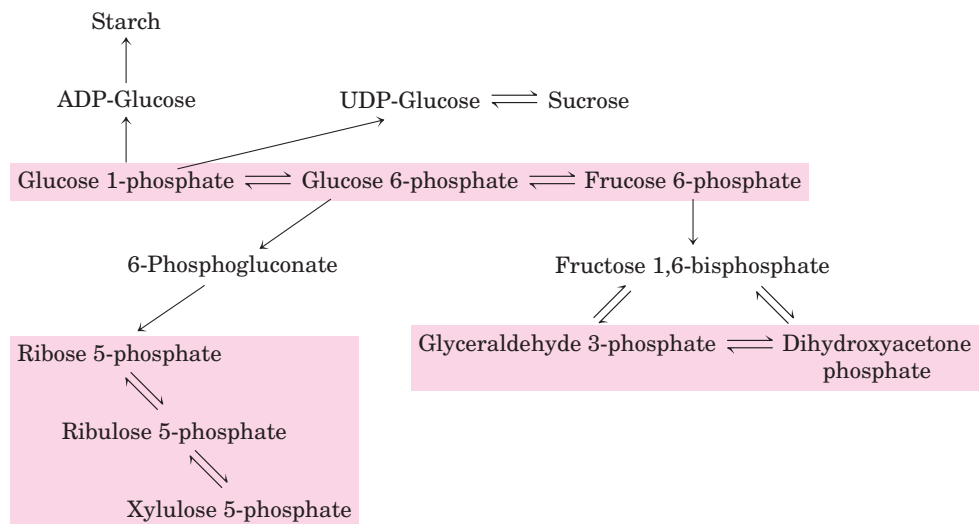 Starch
ADP-Glucose
UDP-Glucose
Sucrose
Glucose 1-phosphate
Glucose 6-phosphate
Frucose 6-phosphate
6-Phosphogluconate
Fructose 1,6-bisphosphate
Ribose 5-phosphate
Glyceraldehyde 3-phosphate
Dihydroxyacetone
phosphate
Ribulose 5-phosphate
Xylulose 5-phosphate